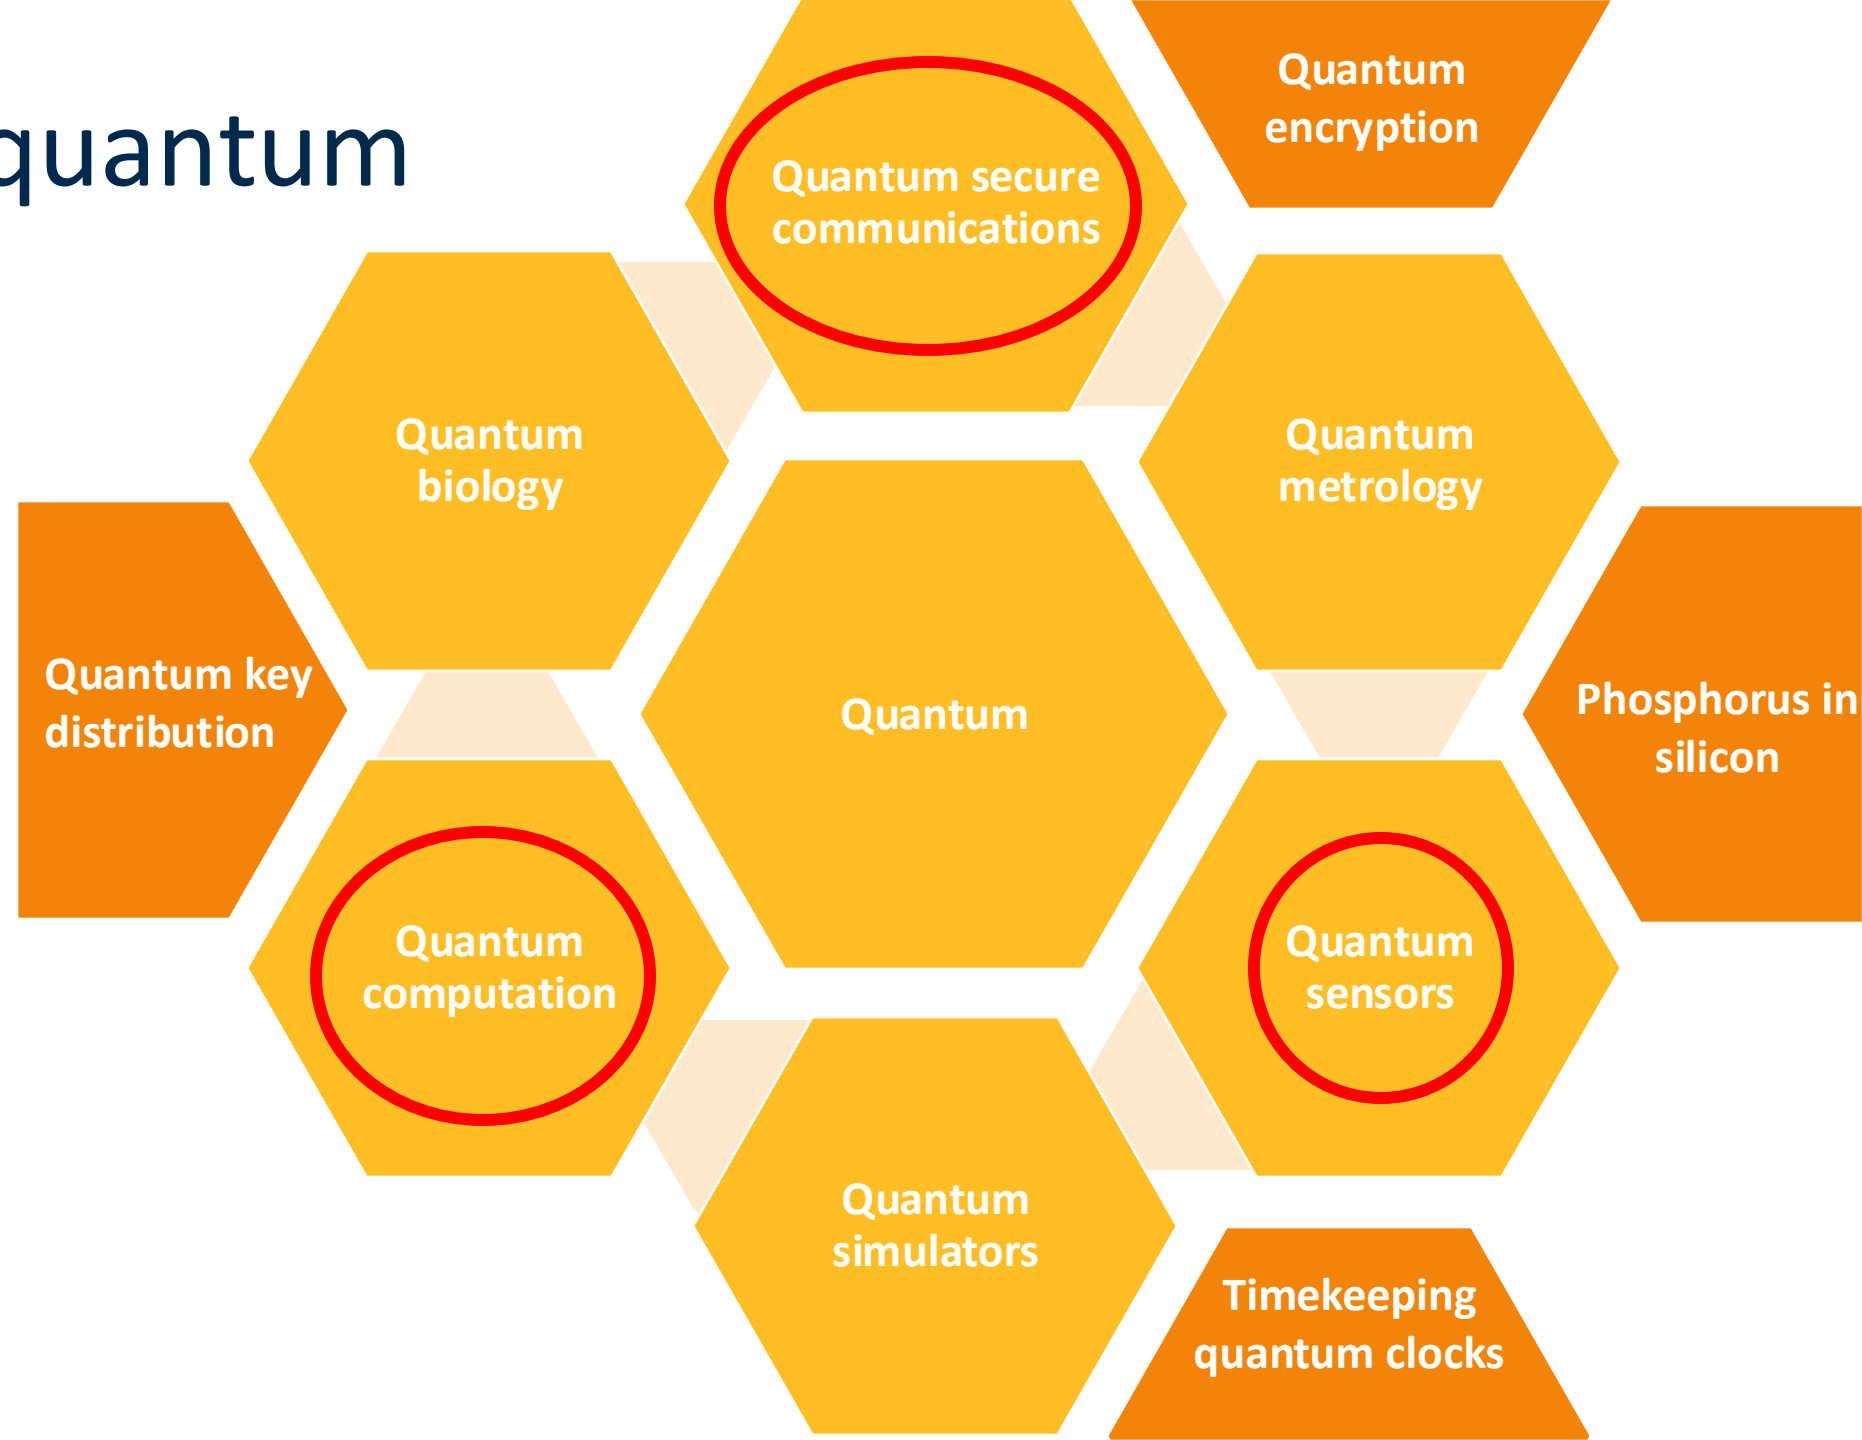 quantum
Quantum
encryption
Quantum secure
communications
Quantum
biology
Quantum
metrology
Quantum key
distribution
Quantum
Phosphorus in
silicon
Quantum
computation
Quantum
sensors
Quantum
simulators
Timekeeping
quantum clocks